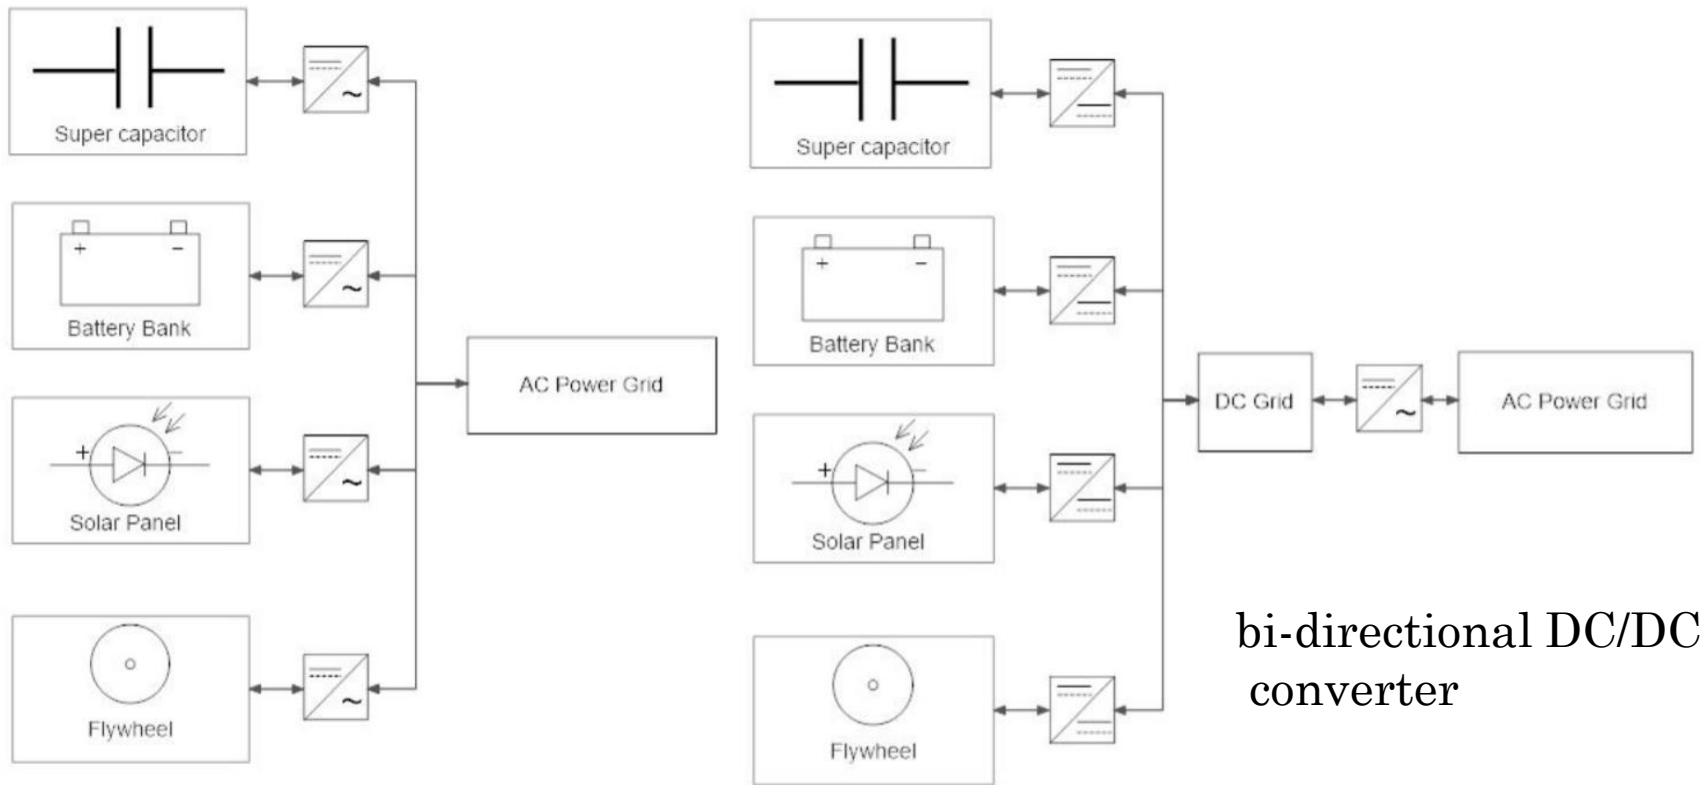 Super capacitor
+ −
Battery Bank
+ −
Solar Panel
Flywheel
~
~
~
~
AC Power Grid
Super capacitor
+ −
Battery Bank
+ −
Solar Panel
Flywheel
DC Grid
~
AC Power Grid
bi-directional DC/DC
converter